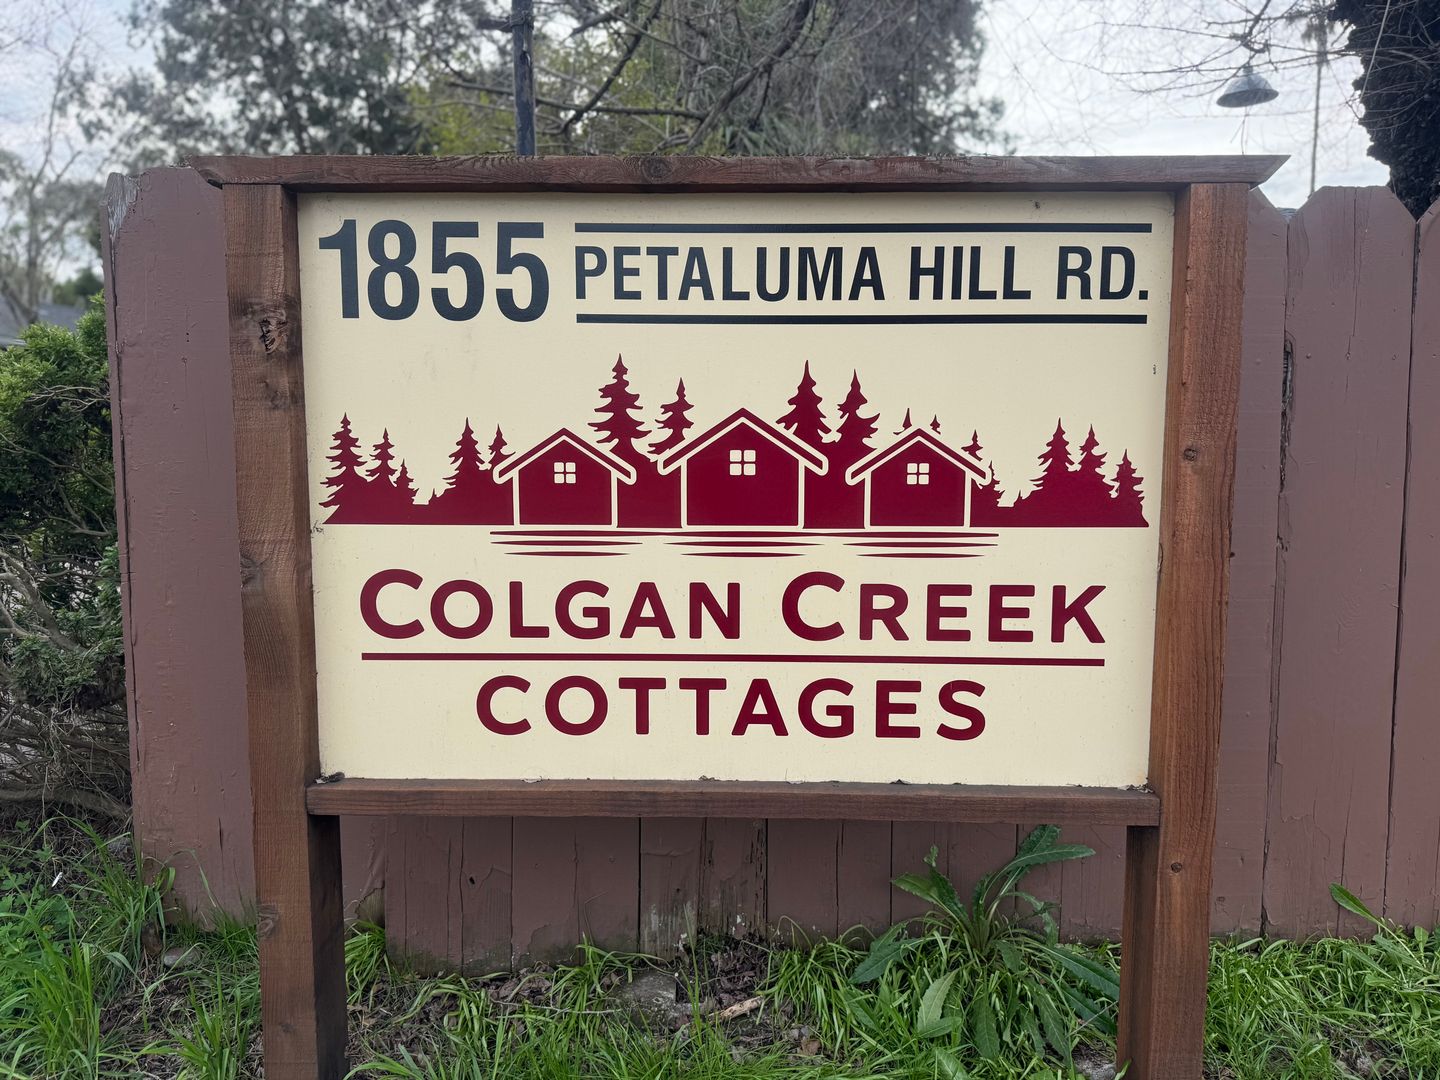 1855 PETALUMA HILL RD.
COLGAN CREEK
COTTAGES